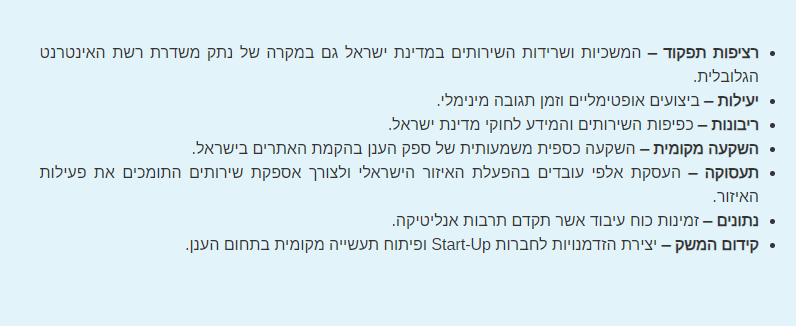 רציפות תפקוד – המשכיות ושרידות השירותים במדינת ישראל גם במקרה של נתק משדרת רשת האינטרנט
הגלובלית.
יעילות – ביצועים אופטימליים וזמן תגובה מינימלי.
ריבונות – כפיפות השירותים והמידע לחוקי מדינת ישראל.
השקעה מקומית – השקעה כספית משמעותית של ספק הענן בהקמת האתרים בישראל.
תעסוקה – העסקת אלפי עובדים בהפעלת האיזור הישראלי ולצורך אספקת שירותים התומכים את פעילות
האיזור.
נתונים – זמינות כוח עיבוד אשר תקדם תרבות אנליטיקה.
קידום המשק – יצירת הזדמנויות לחברות Start-Up ופיתוח תעשייה מקומית בתחום הענן.